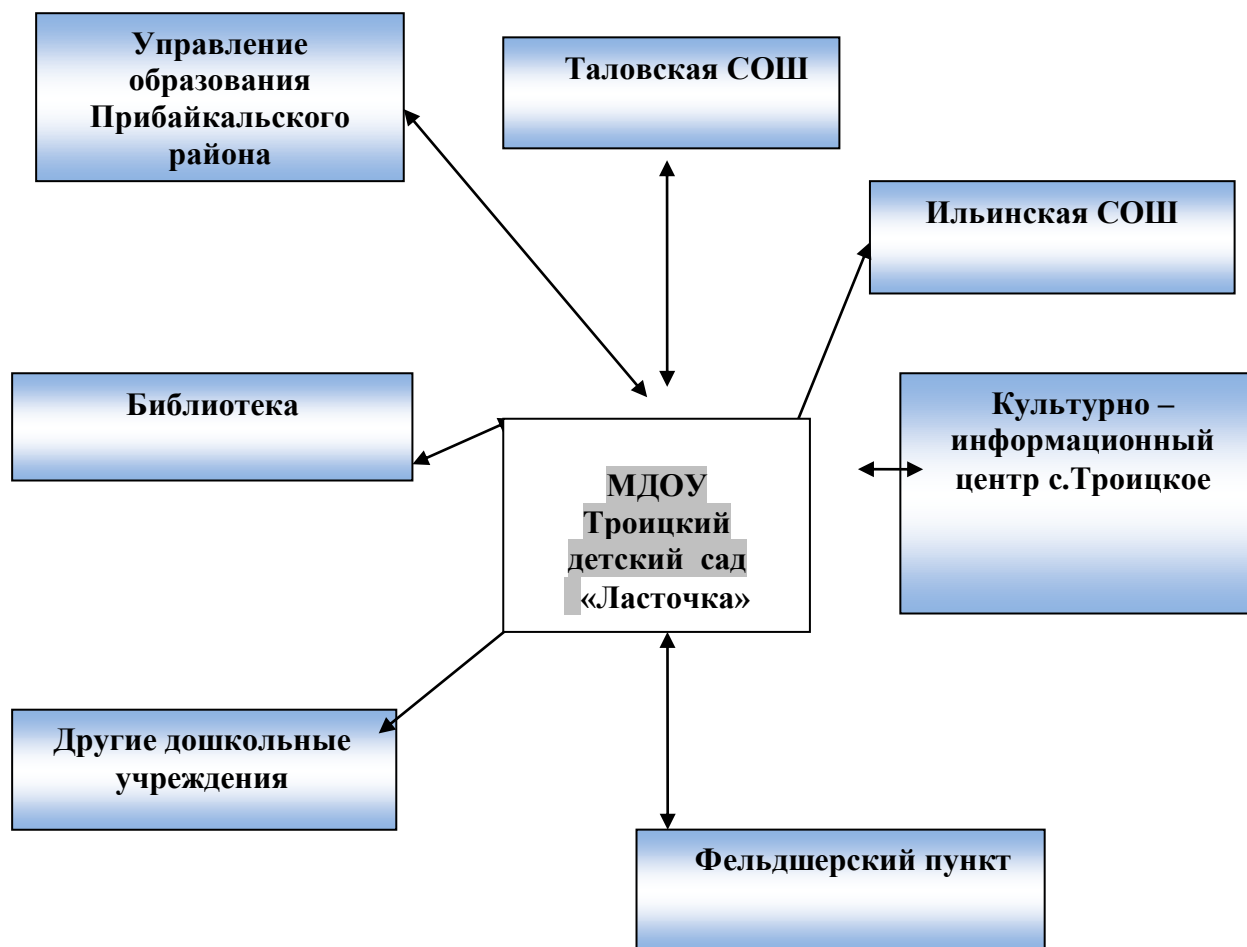 Управление
образования
Прибайкальского
района
Таловская СОШ
Ильинская СОШ
Библиотека
Культурно –
информационный
центр с.Троицкое
МДОУ
Троицкий
детский сад
«Ласточка»
Другие дошкольные
учреждения
Фельдшерский пункт